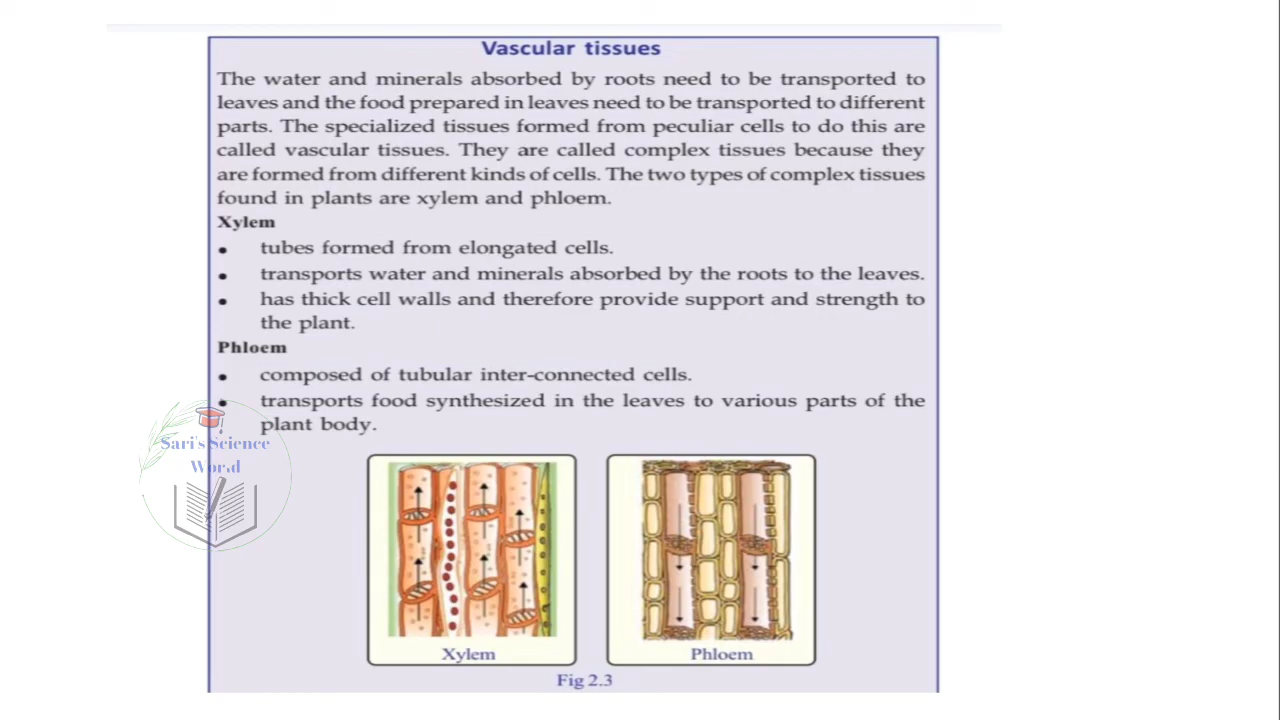 Vascular tissues
The water and minerals absorbed by roots need to be transported to
leaves and the food prepared in leaves need to be transported to different
parts. The specialized tissues formed from peculiar cells to do this are
called vascular tissues. They are called complex tissues because they
are formed from different kinds of cells. The two types of complex tissues
found in plants are xylem and phloem.
Xylem
• tubes formed from elongated cells.
• transports water and minerals absorbed by the roots to the leaves.
• has thick cell walls and therefore provide support and strength to
the plant.
Phloem
• composed of tubular inter-connected cells.
• transports food synthesized in the leaves to various parts of the
plant body.
Sari's Science
World
Xylem
Phloem
Fig 2.3